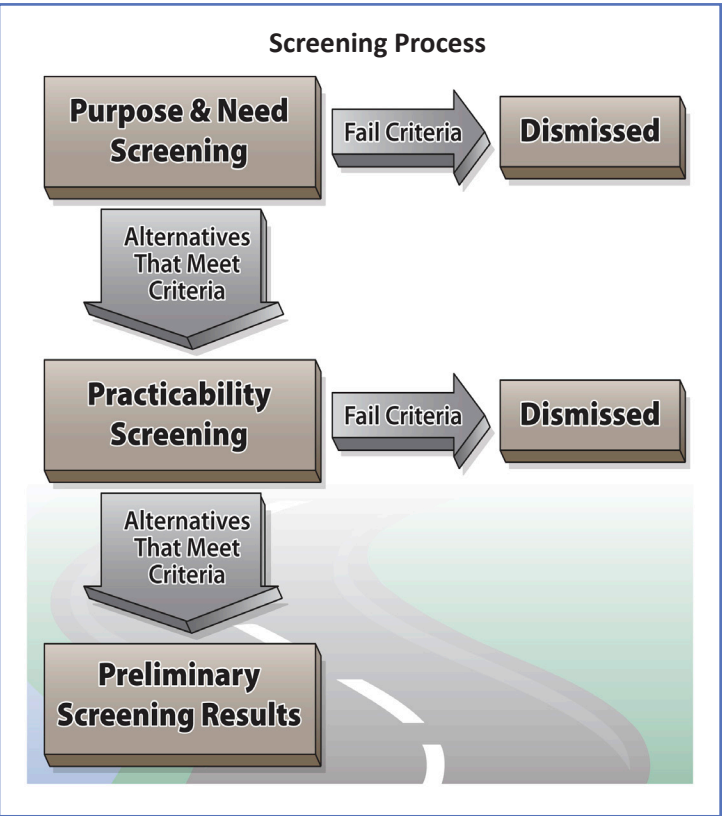 Screening Process
Purpose & Need
Screening
Fail Criteria
Dismissed
Alternatives
That Meet
Criteria
Practicability
Screening
Fail Criteria
Dismissed
Alternatives
That Meet
Criteria
Preliminary
Screening Results